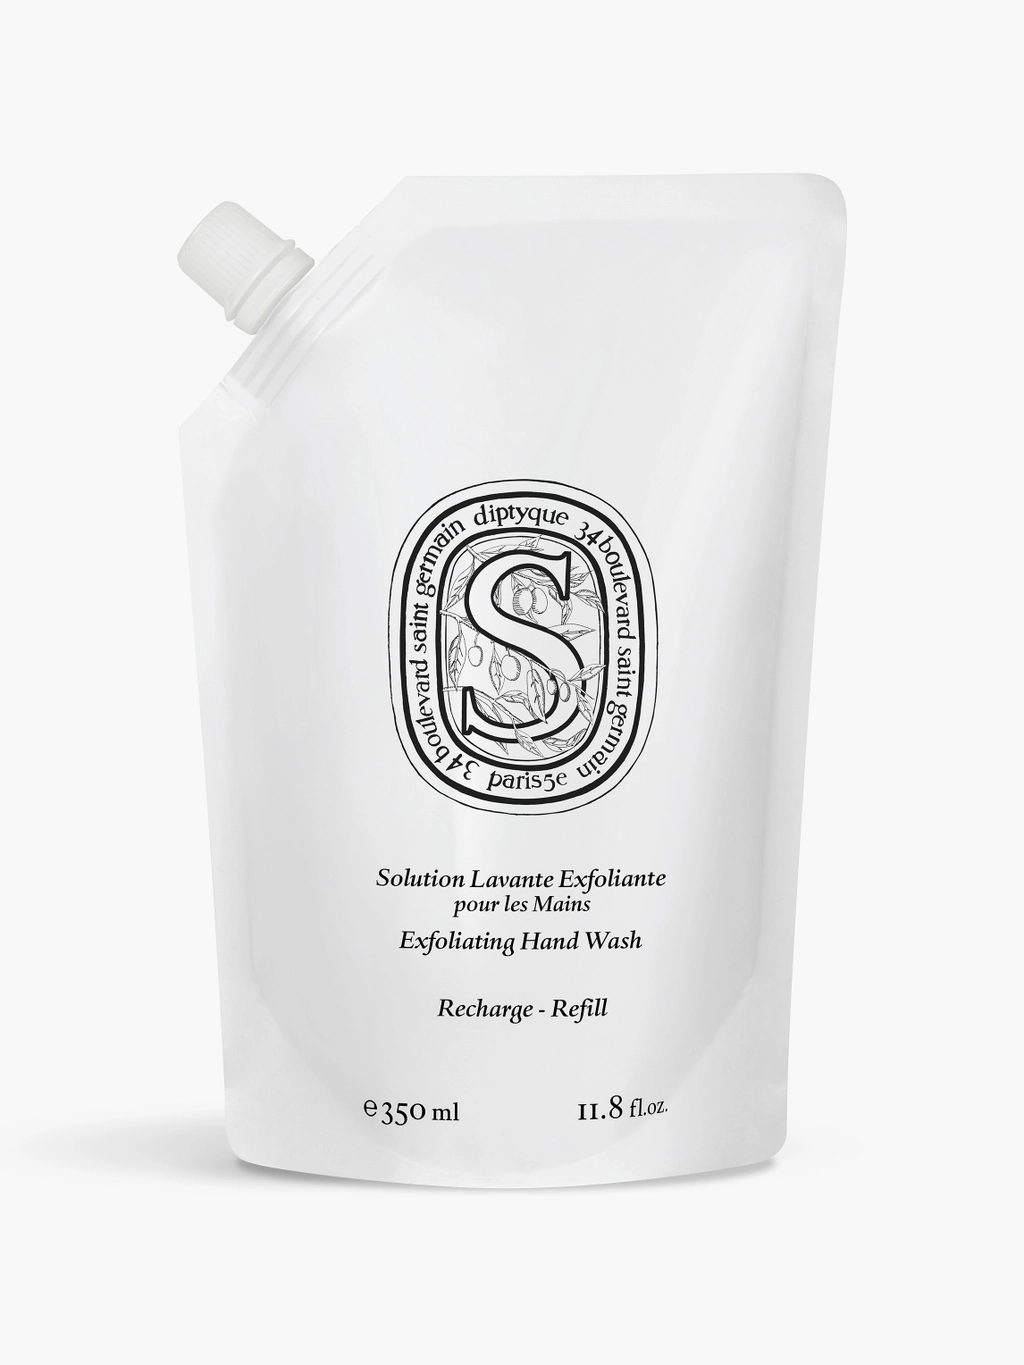 diptyque 34 boulevard saint germain
paris 5e
34 boulevard saint germain
S
Solution Lavante Exfoliante
pour les Mains
Exfoliating Hand Wash
Recharge - Refill
℮350 ml 11.8 fl.oz.